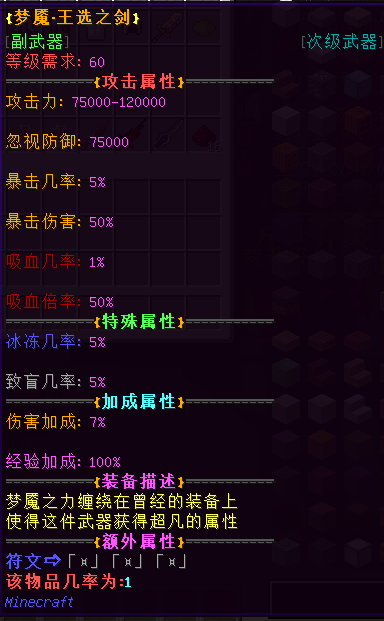 {梦魇·王选之剑}
[副武器] [次级武器]
等级需求: 60
{攻击属性}
攻击力: 75000-120000
忽视防御: 75000
暴击几率: 5%
暴击伤害: 50%
吸血几率: 1%
吸血倍率: 50%
{特殊属性}
冰冻几率: 5%
致盲几率: 5%
{加成属性}
伤害加成: 7%
经验加成: 100%
{装备描述}
梦魇之力缠绕在曾经的装备上
使得这件武器获得超凡的属性
{额外属性}
符文⇨「¤」「¤」「¤」
该物品几率为:1
Minecraft